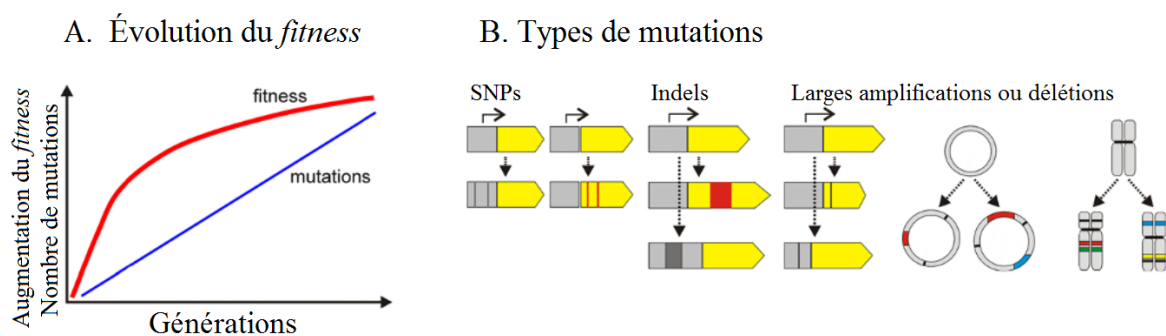 A. Évolution du fitness
B. Types de mutations
Augmentation du fitness
Nombre de mutations
fitness
mutations
Générations
SNPs
Indels
Larges amplifications ou délétions